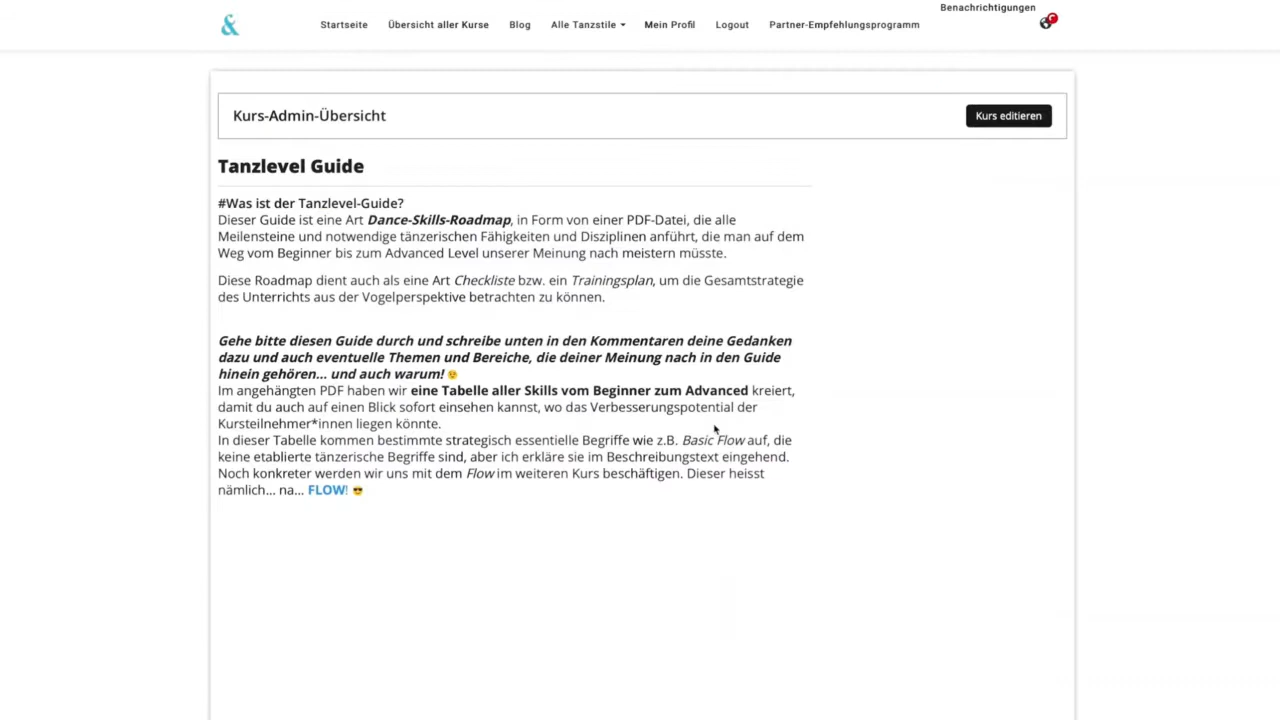 Benachrichtigungen
& Startseite Übersicht aller Kurse Blog Alle Tanzstile Mein Profil Logout Partner-Empfehlungsprogramm
Kurs-Admin-Übersicht Kurs editieren
Tanzlevel Guide
#Was ist der Tanzlevel-Guide?
Dieser Guide ist eine Art Dance-Skills-Roadmap, in Form von einer PDF-Datei, die alle
Meilensteine und notwendige tänzerischen Fähigkeiten und Disziplinen anführt, die man auf dem
Weg vom Beginner bis zum Advanced Level unserer Meinung nach meistern müsste.
Diese Roadmap dient auch als eine Art Checkliste bzw. ein Trainingsplan, um die Gesamtstrategie
des Unterrichts aus der Vogelperspektive betrachten zu können.
Gehe bitte diesen Guide durch und schreibe unten in den Kommentaren deine Gedanken
dazu und auch eventuelle Themen und Bereiche, die deiner Meinung nach in den Guide
hinein gehören... und auch warum!
Im angehängten PDF haben wir eine Tabelle aller Skills vom Beginner zum Advanced kreiert,
damit du auch auf einen Blick sofort einsehen kannst, wo das Verbesserungspotential der
Kursteilnehmer*innen liegen könnte.
In dieser Tabelle kommen bestimmte strategisch essentielle Begriffe wie z.B. Basic Flow auf, die
keine etablierte tänzerische Begriffe sind, aber ich erkläre sie im Beschreibungstext eingehend.
Noch konkreter werden wir uns mit dem Flow im weiteren Kurs beschäftigen. Dieser heisst
nämlich... na... FLOW!